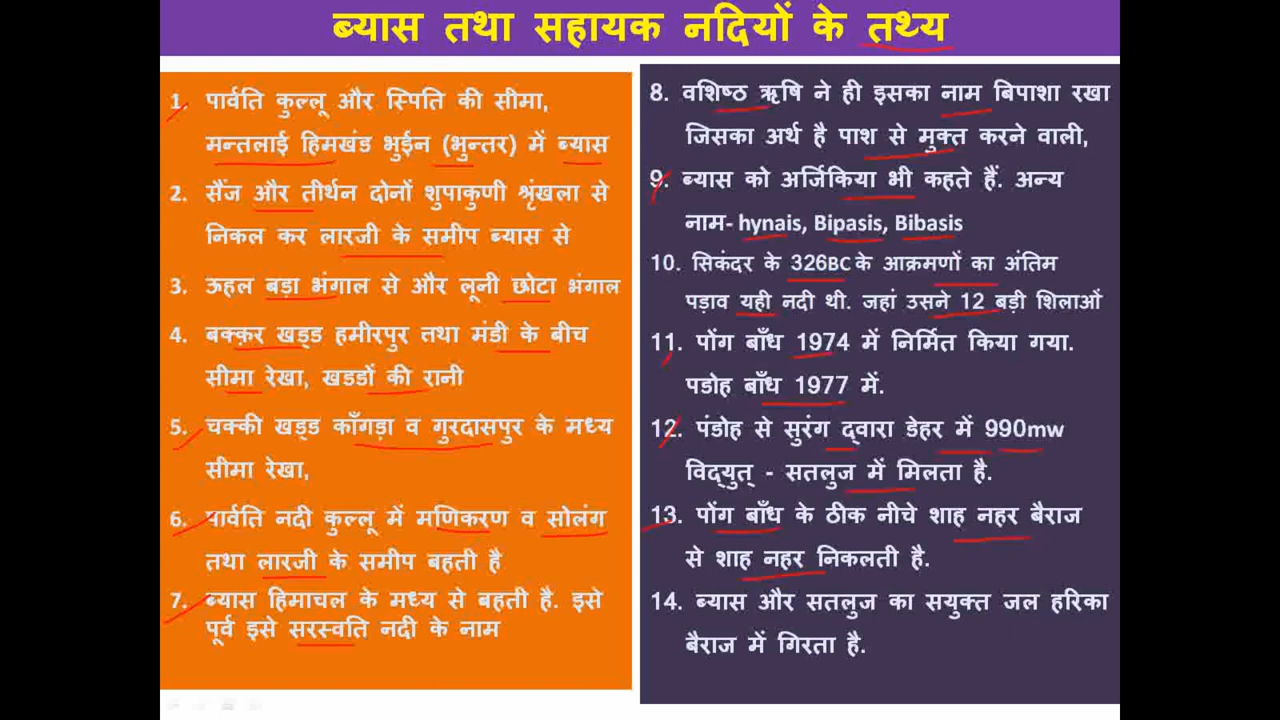 ब्यास तथा सहायक नदियों के तथ्य
1. पार्वति कुल्लू और स्पिति की सीमा,
मन्तलाई हिमखंड भुईन (भुन्तर) में ब्यास
2. सैंज और तीर्थन दोनों शुपाकुणी श्रृंखला से
निकल कर लारजी के समीप ब्यास से
3. ऊहल बड़ा भंगाल से और लूनी छोटा भंगाल
4. बक्क़र खड्ड हमीरपुर तथा मंडी के बीच
सीमा रेखा, खडडों की रानी
5. चक्की खड्ड काँगड़ा व गुरदासपुर के मध्य
सीमा रेखा,
6. पार्वति नदी कुल्लू में मणिकरण व सोलंग
तथा लारजी के समीप बहती है
7. ब्यास हिमाचल के मध्य से बहती है. इसे
पूर्व इसे सरस्वति नदी के नाम
8. वशिष्ठ ऋषि ने ही इसका नाम बिपाशा रखा
जिसका अर्थ है पाश से मुक्त करने वाली,
9. ब्यास को अर्जिकिया भी कहते हैं. अन्य
नाम- hynais, Bipasis, Bibasis
10. सिकंदर के 326BC के आक्रमणों का अंतिम
पड़ाव यही नदी थी. जहां उसने 12 बड़ी शिलाओं
11. पोंग बाँध 1974 में निर्मित किया गया.
पडोह बाँध 1977 में.
12. पंडोह से सुरंग द्वारा डेहर में 990mw
विद्युत् - सतलुज में मिलता है.
13. पोंग बाँध के ठीक नीचे शाह नहर बैराज
से शाह नहर निकलती है.
14. ब्यास और सतलुज का सयुक्त जल हरिका
बैराज में गिरता है.